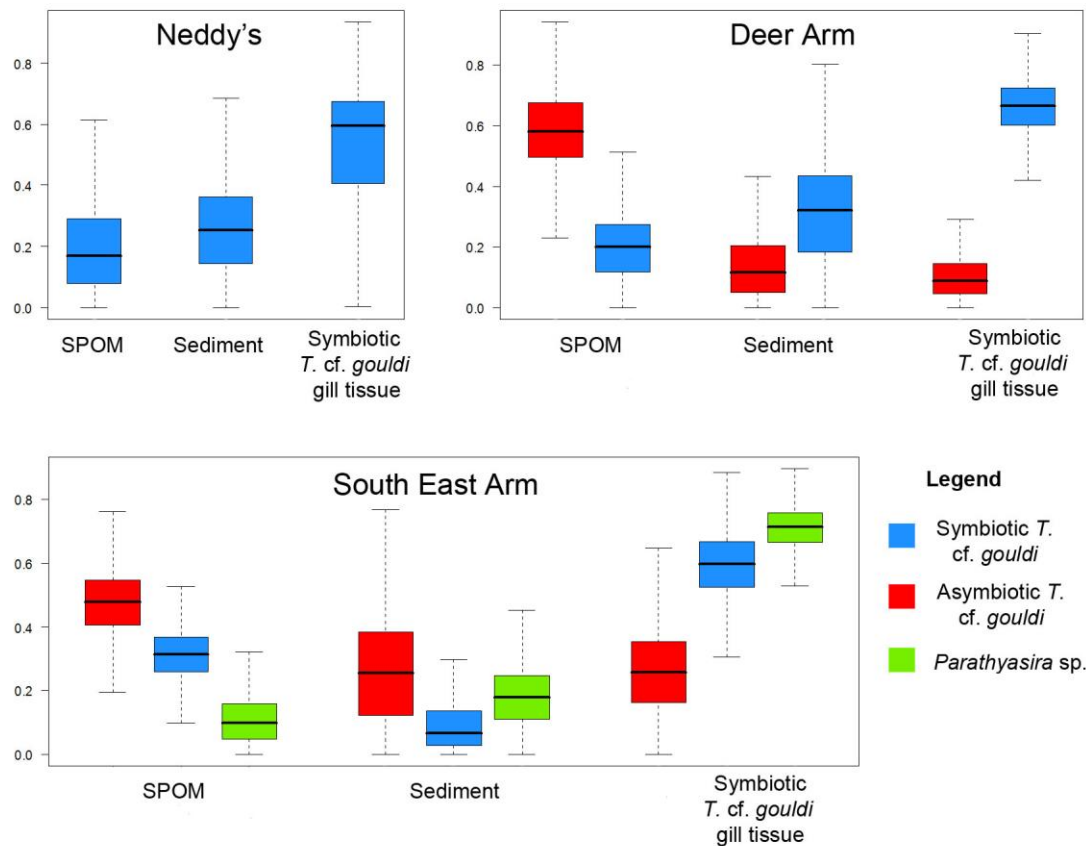 Neddy's
0.8
0.6
0.4
0.2
0.0
SPOM
Sediment
Symbiotic
T. cf. gouldi
gill tissue
Deer Arm
0.8
0.6
0.4
0.2
0.0
SPOM
Sediment
Symbiotic
T. cf. gouldi
gill tissue
South East Arm
0.8
0.6
0.4
0.2
0.0
SPOM
Sediment
Symbiotic
T. cf. gouldi
gill tissue
Legend
Symbiotic T.
cf. gouldi
Asymbiotic T.
cf. gouldi
Parathyasira sp.